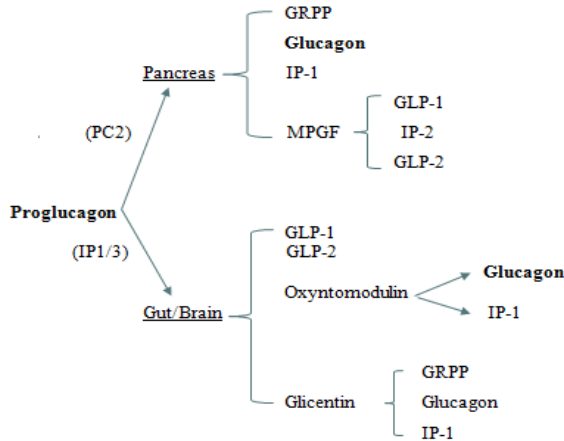 GRPP
Glucagon
Pancreas
IP-1
GLP-1
(PC2)
MPGF
IP-2
GLP-2
Proglucagon
GLP-1
(IP1/3)
GLP-2
Glucagon
Oxyntomodulin
Gut/Brain
IP-1
GRPP
Glicentin
Glucagon
IP-1